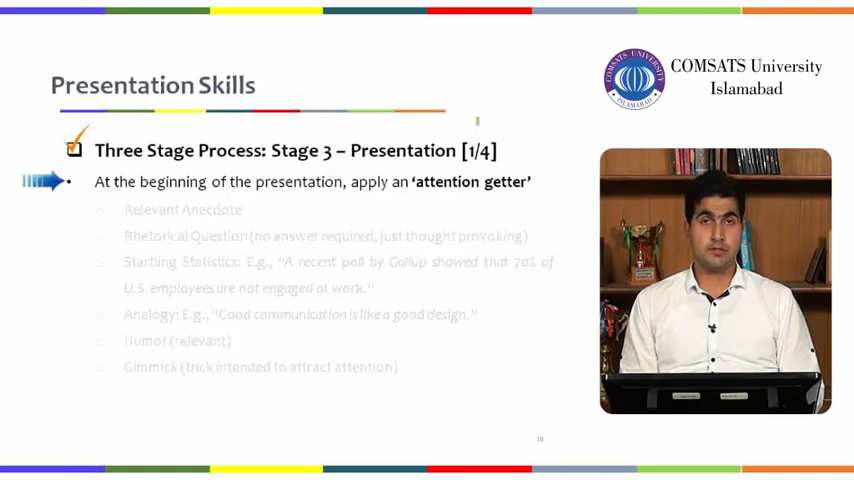 Presentation Skills
COMSATS University
Islamabad
COMSATS UNIVERSITY
ISLAMABAD
Three Stage Process: Stage 3 – Presentation [1/4]
• At the beginning of the presentation, apply an ‘attention getter’
o Relevant Anecdote
o Rhetorical Question (no answer required, just thought provoking)
o Startling Statistics: E.g., “A recent poll by Gallup showed that 70% of
U.S. employees are not engaged at work.”
o Analogy: E.g., “Good communication is like a good design.”
o Humor (relevant)
o Gimmick (trick intended to attract attention)
10